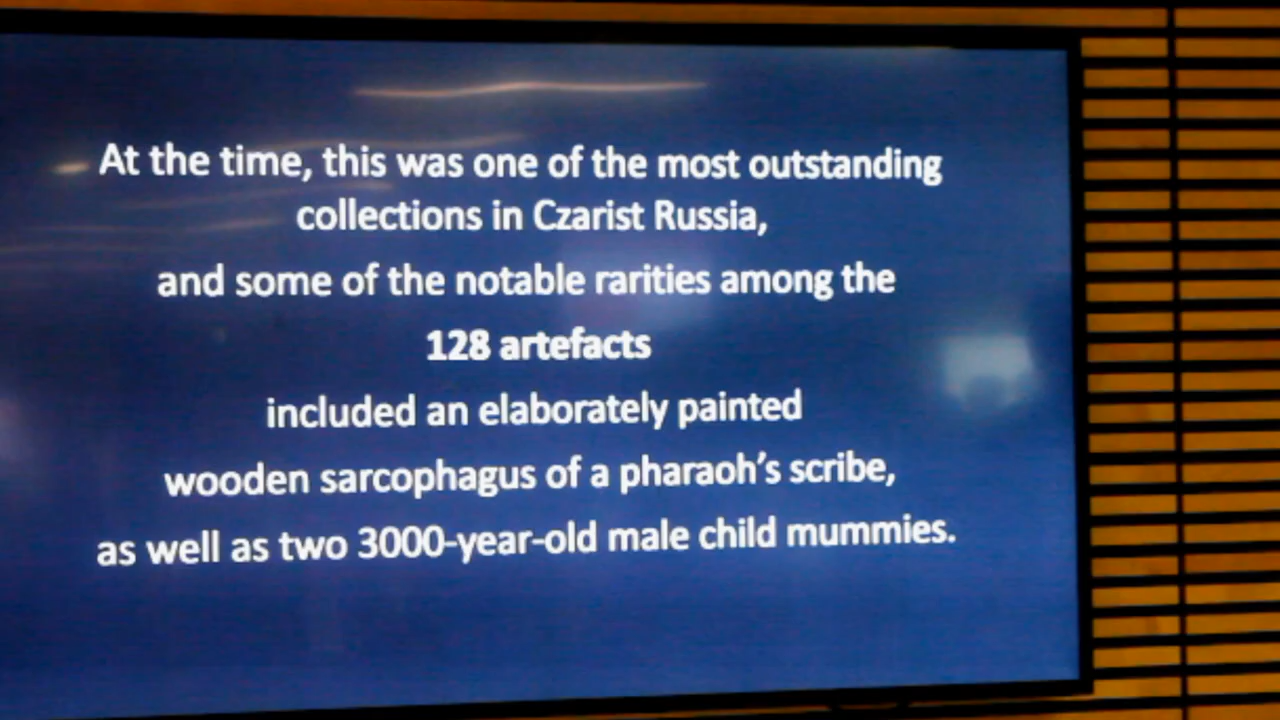 At the time, this was one of the most outstanding
collections in Czarist Russia,
and some of the notable rarities among the
128 artefacts
included an elaborately painted
wooden sarcophagus of a pharaoh’s scribe,
as well as two 3000-year-old male child mummies.